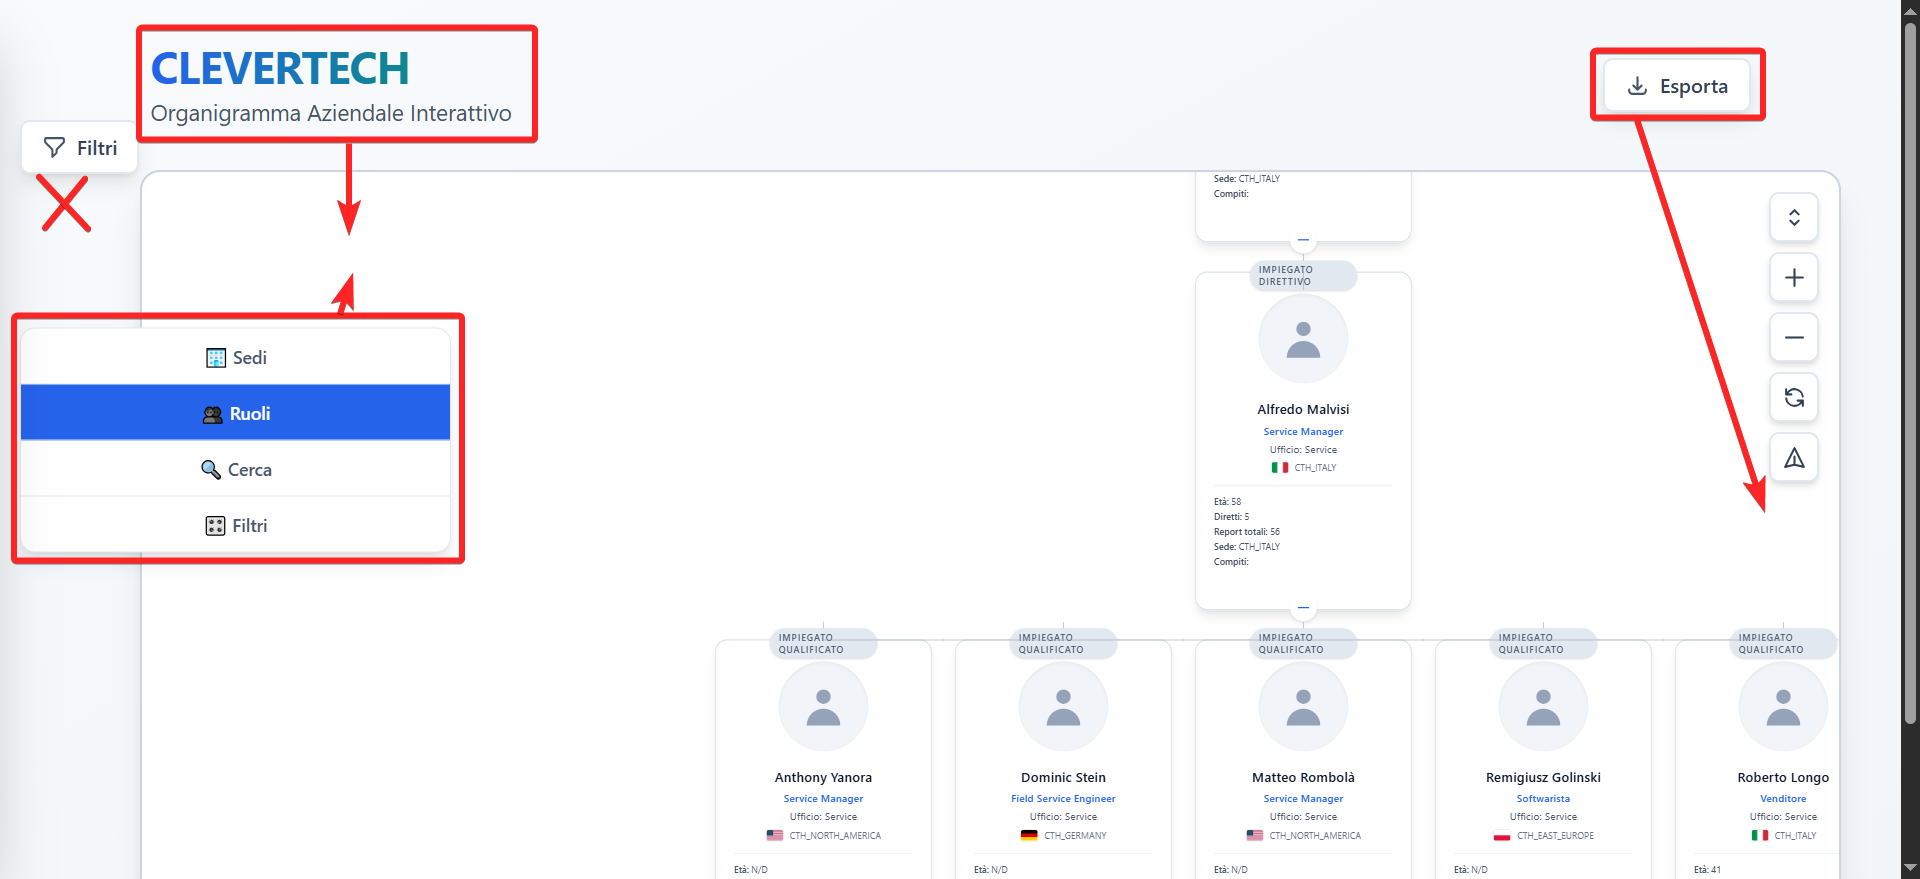 CLEVERTECH
Organigramma Aziendale Interattivo
Esporta
Filtri
Sedi
Ruoli
Cerca
Filtri
Sede: CTH_ITALY
Compiti:
IMPIEGATO
DIRETTIVO
Alfredo Malvisi
Service Manager
Ufficio: Service
CTH_ITALY
Età: 58
Diretti: 5
Report totali: 56
Sede: CTH_ITALY
Compiti:
IMPIEGATO
QUALIFICATO
Anthony Yanora
Service Manager
Ufficio: Service
CTH_NORTH_AMERICA
Età: N/D
IMPIEGATO
QUALIFICATO
Dominic Stein
Field Service Engineer
Ufficio: Service
CTH_GERMANY
Età: N/D
IMPIEGATO
QUALIFICATO
Matteo Rombolà
Service Manager
Ufficio: Service
CTH_NORTH_AMERICA
Età: N/D
IMPIEGATO
QUALIFICATO
Remigiusz Golinski
Softwarista
Ufficio: Service
CTH_EAST_EUROPE
Età: N/D
IMPIEGATO
QUALIFICATO
Roberto Longo
Venditore
Ufficio: Service
CTH_ITALY
Età: 41